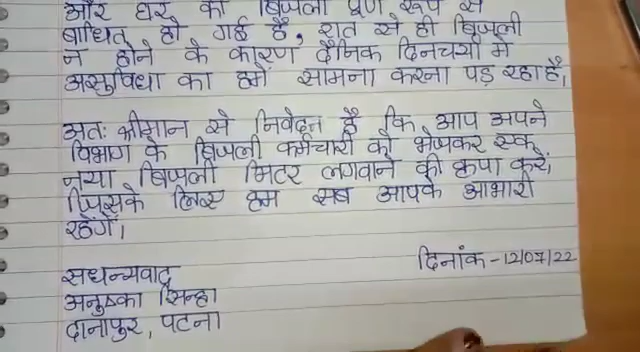 और घर की बिजली पूर्ण रूप से
बाधित हो गई है, रात से ही बिजली
न होने के कारण दैनिक दिनचर्या में
असुविधा का हमें सामना करना पड़ रहा है।
अतः श्रीमान से निवेदन है कि आप अपने
विभाग के बिजली कर्मचारी को भेजकर एक
नया बिजली मिटर लगवाने की कृपा करें,
जिसके लिए हम सब आपके आभारी
रहेंगे।
दिनांक - 12/07/22
सधन्यवाद
अनुष्का सिन्हा
दानापुर, पटना